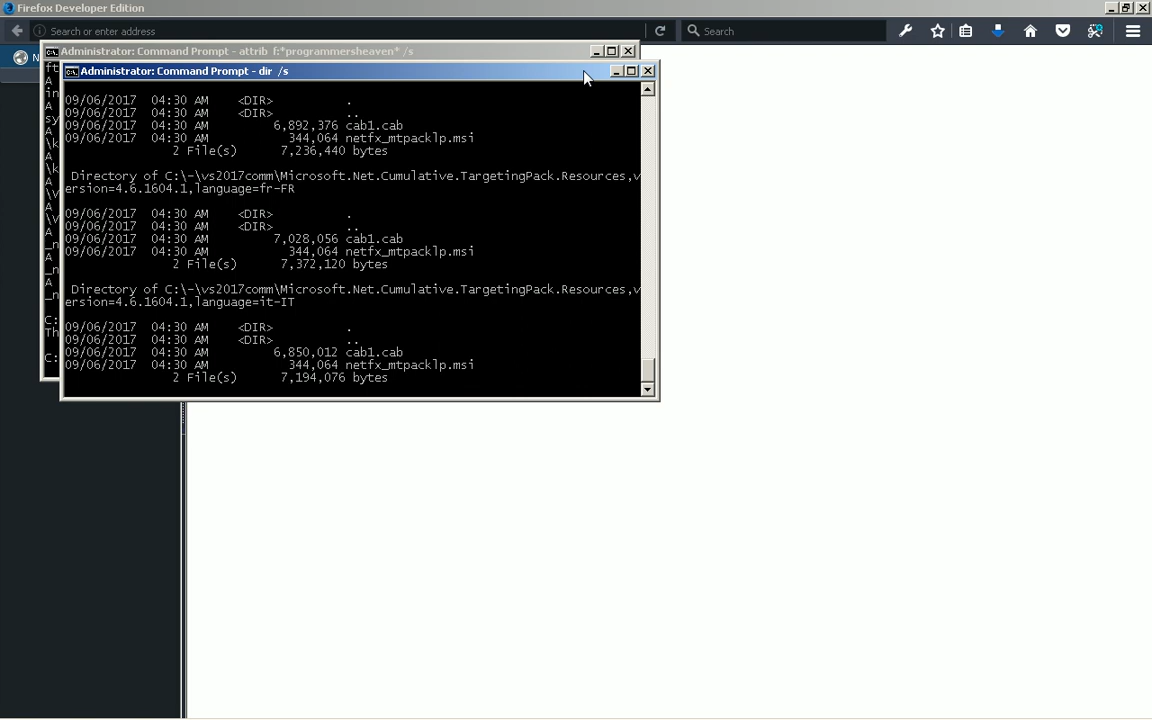 Firefox Developer Edition
Search or enter address
Search
Administrator: Command Prompt - attrib f:*programmersheaven* /s
Administrator: Command Prompt - dir /s
09/06/2017 04:30 AM <DIR> .
09/06/2017 04:30 AM <DIR> ..
09/06/2017 04:30 AM 6,892,376 cab1.cab
09/06/2017 04:30 AM 344,064 netfx_mtpacklp.msi
2 File(s) 7,236,440 bytes
Directory of C:\-\vs2017comm\Microsoft.Net.Cumulative.TargetingPack.Resources,v
ersion=4.6.1604.1,language=fr-FR
09/06/2017 04:30 AM <DIR> .
09/06/2017 04:30 AM <DIR> ..
09/06/2017 04:30 AM 7,028,056 cab1.cab
09/06/2017 04:30 AM 344,064 netfx_mtpacklp.msi
2 File(s) 7,372,120 bytes
Directory of C:\-\vs2017comm\Microsoft.Net.Cumulative.TargetingPack.Resources,v
ersion=4.6.1604.1,language=it-IT
09/06/2017 04:30 AM <DIR> .
09/06/2017 04:30 AM <DIR> ..
09/06/2017 04:30 AM 6,850,012 cab1.cab
09/06/2017 04:30 AM 344,064 netfx_mtpacklp.msi
2 File(s) 7,194,076 bytes